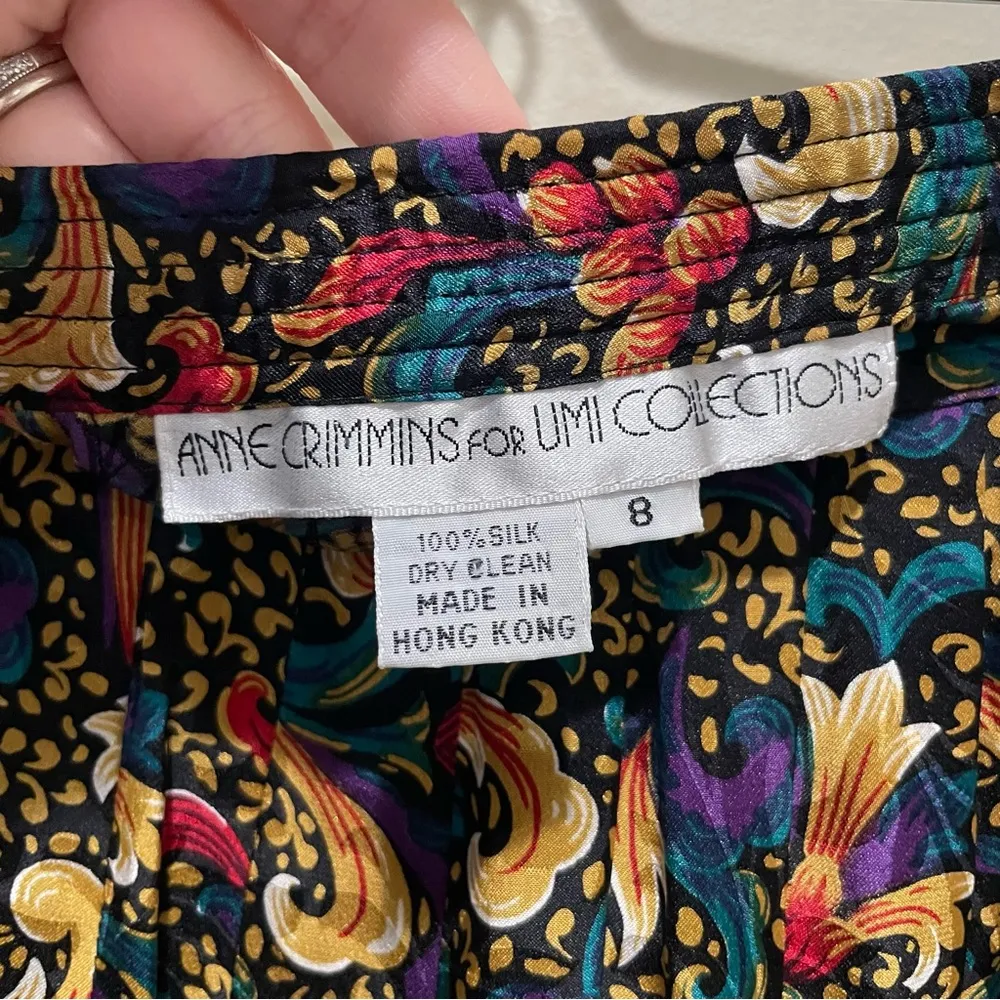 ANNE CRIMMINS FOR UMI COLLECTIONS
8
100% SILK
DRY CLEAN
MADE IN
HONG KONG